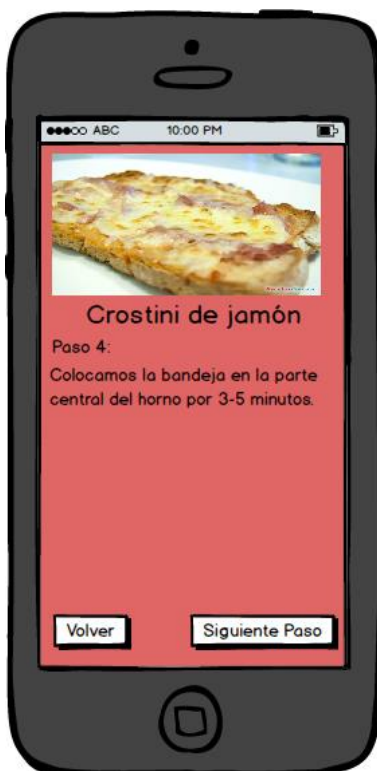 ABC 10:00 PM
Crostini de jamón
Paso 4:
Colocamos la bandeja en la parte
central del horno por 3-5 minutos.
Volver Siguiente Paso